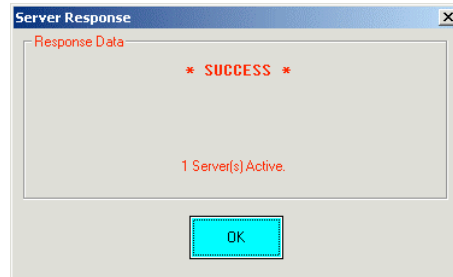 Server Response
Response Data
* SUCCESS *
1 Server(s) Active.
OK